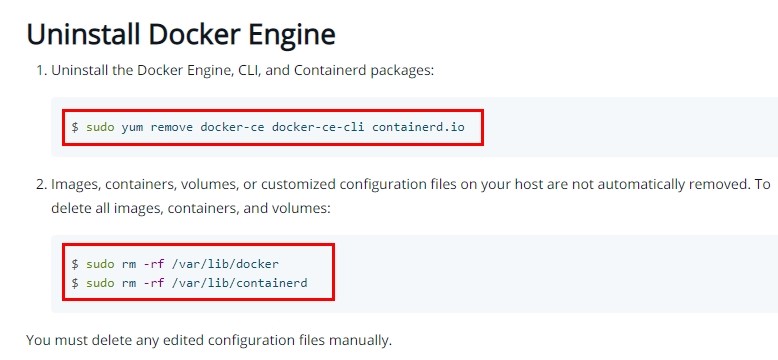 Uninstall Docker Engine
1. Uninstall the Docker Engine, CLI, and Containerd packages:
$ sudo yum remove docker-ce docker-ce-cli containerd.io
2. Images, containers, volumes, or customized configuration files on your host are not automatically removed. To
delete all images, containers, and volumes:
$ sudo rm -rf /var/lib/docker
$ sudo rm -rf /var/lib/containerd
You must delete any edited configuration files manually.